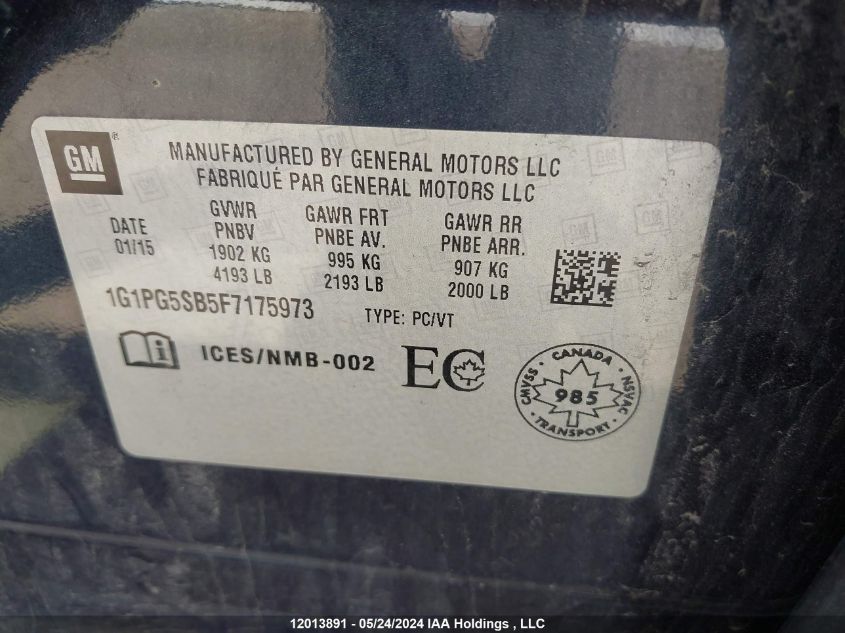 GM ®
MANUFACTURED BY GENERAL MOTORS LLC
FABRIQUÉ PAR GENERAL MOTORS LLC
DATE
01/15
GVWR
PNBV
1902 KG
4193 LB
GAWR FRT
PNBE AV.
995 KG
2193 LB
GAWR RR
PNBE ARR.
907 KG
2000 LB
1G1PG5SB5F7175973
TYPE: PC/VT
i ICES/NMB-002
EC
CMVSS · CANADA · NSVAC · TRANSPORT ·
985
12013891 - 05/24/2024 IAA Holdings , LLC